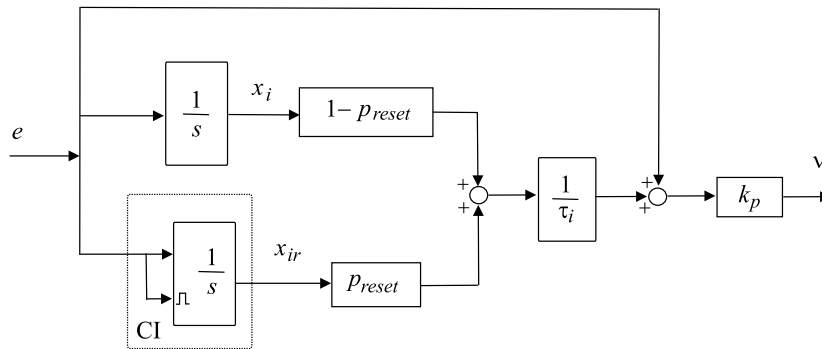 e
1
s
x_i
1− p_reset
+
+
1
τ_i
+
+
k_p
v
1
s
x_ir
p_reset
CI